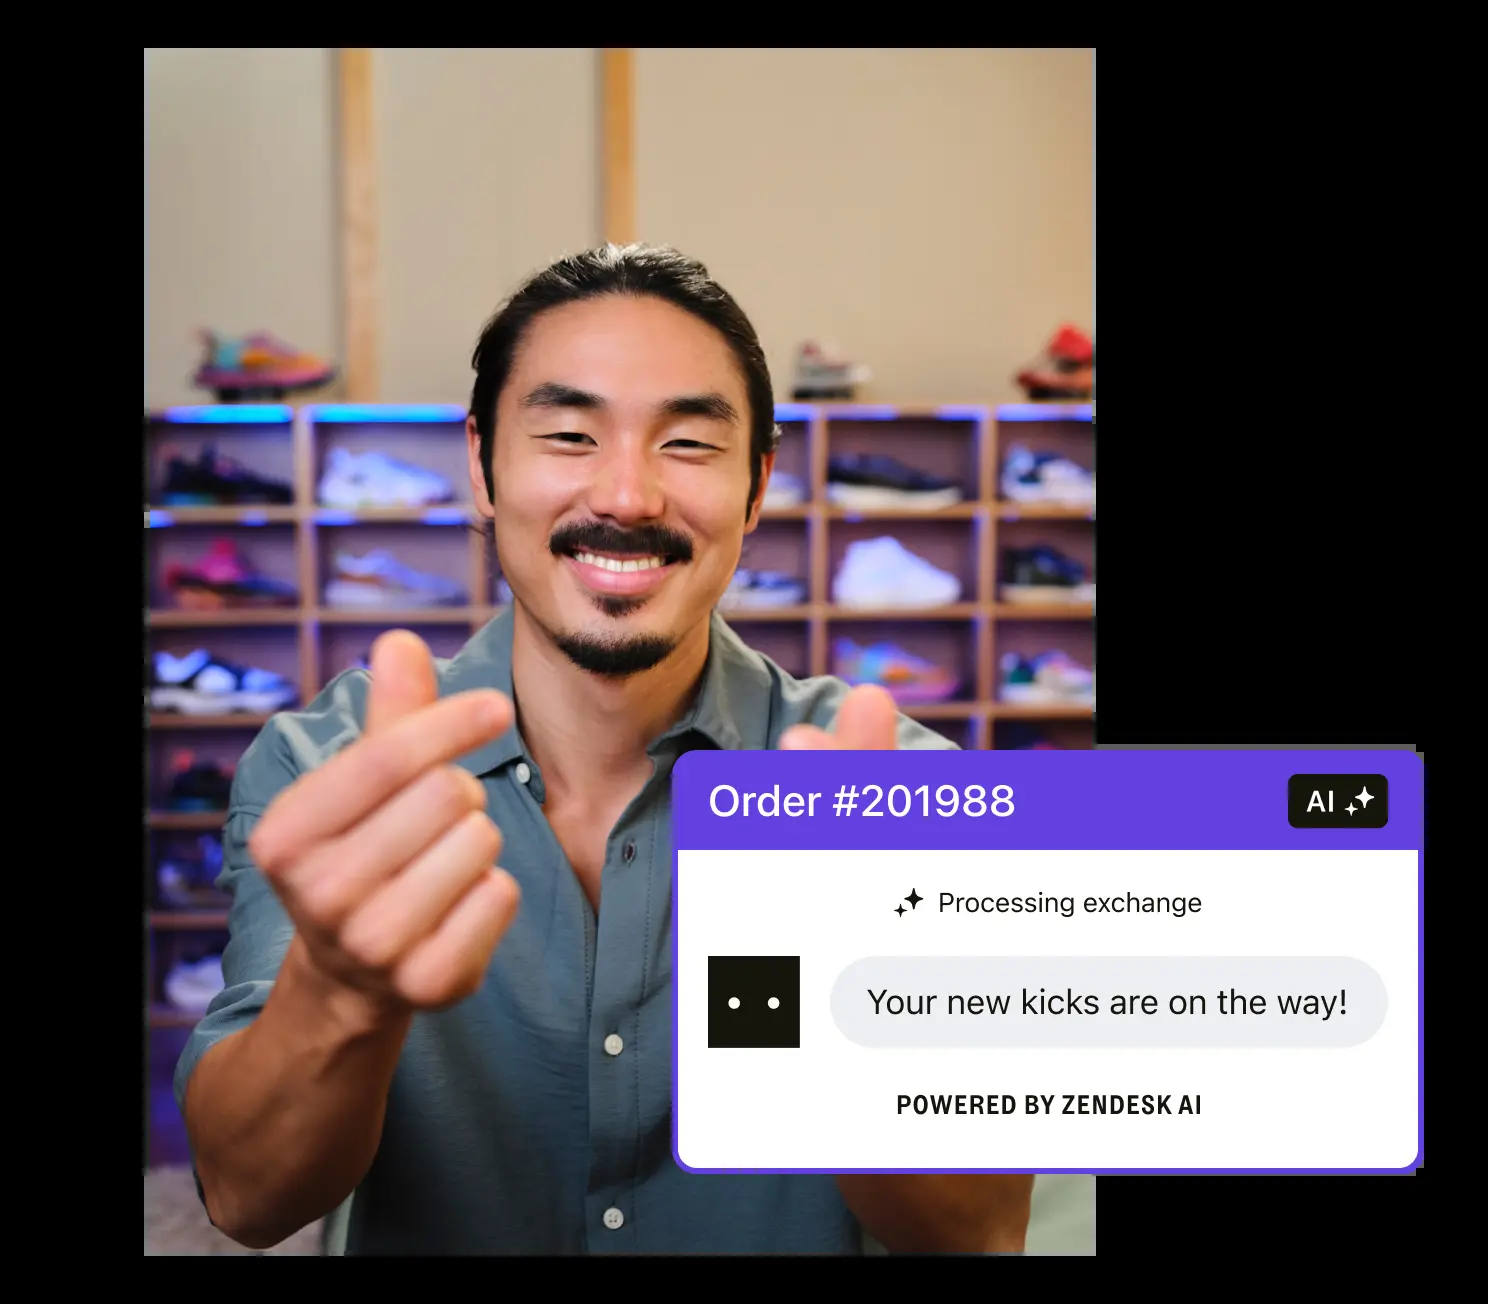 Order #201988
AI
Processing exchange
Your new kicks are on the way!
POWERED BY ZENDESK AI